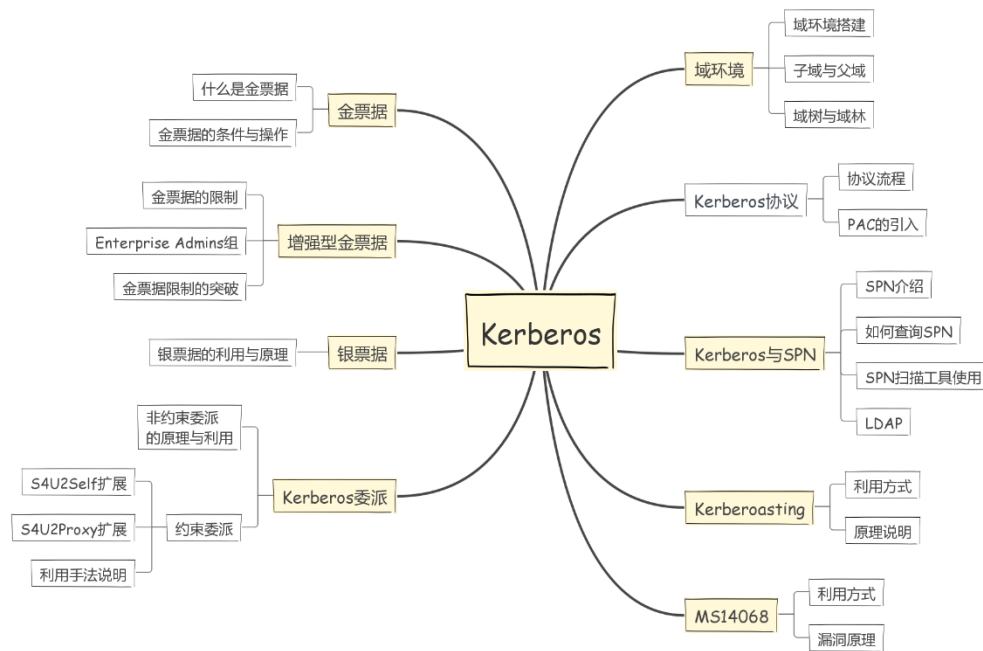 Kerberos
域环境
域环境搭建
子域与父域
域树与域林
Kerberos协议
协议流程
PAC的引入
Kerberos与SPN
SPN介绍
如何查询SPN
SPN扫描工具使用
LDAP
Kerberoasting
利用方式
原理说明
MS14068
利用方式
漏洞原理
金票据
什么是金票据
金票据的条件与操作
增强型金票据
金票据的限制
Enterprise Admins组
金票据限制的突破
银票据
银票据的利用与原理
Kerberos委派
非约束委派
的原理与利用
约束委派
S4U2Self扩展
S4U2Proxy扩展
利用手法说明